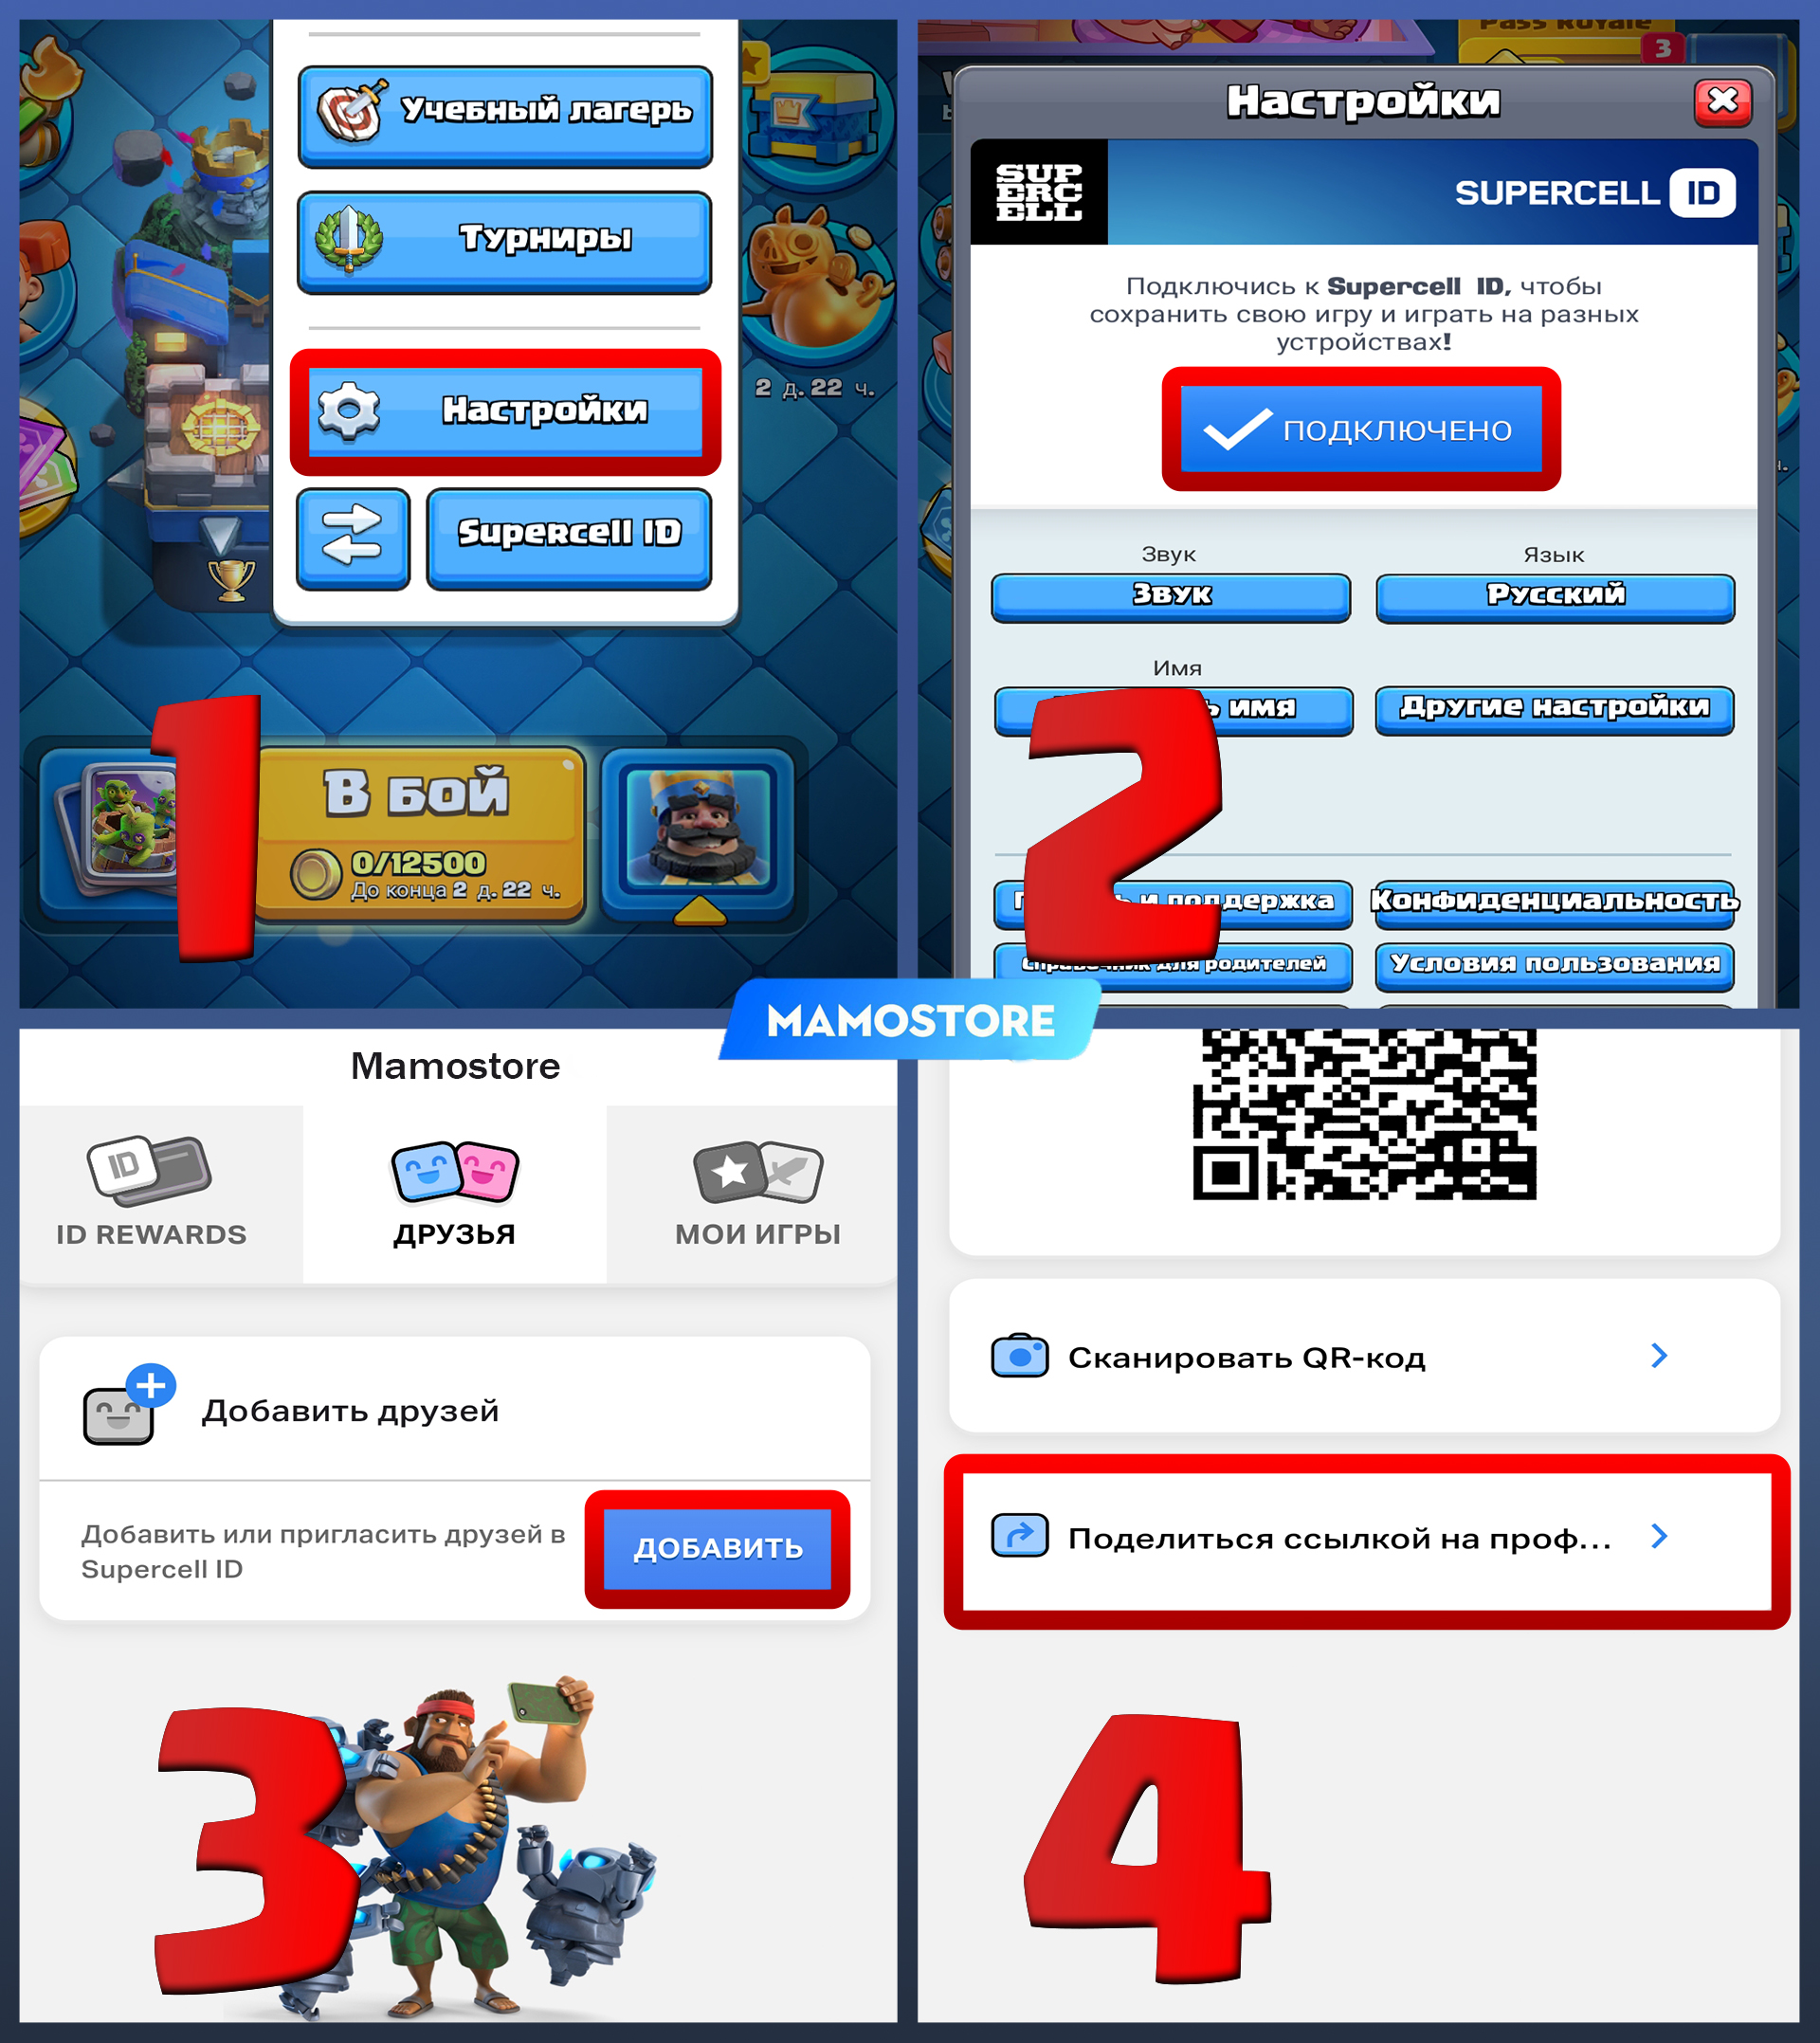 Учебный лагерь
Турниры
2 д. 22 ч.
Настройки
Supercell ID
В бой
0/12500
До конца 2 д. 22 ч.
1
Pass Royale
3
Настройки
SUP
ERC
ELL
SUPERCELL ID
Подключись к Supercell ID, чтобы
сохранить свою игру и играть на разных
устройствах!
ПОДКЛЮЧЕНО
Звук
Язык
Звук
Русский
Имя
имя
Другие настройки
и поддержка
Конфиденциальность
для родителей
Условия пользования
2
MAMOSTORE
Mamostore
ID
ID REWARDS
ДРУЗЬЯ
МОИ ИГРЫ
Добавить друзей
Добавить или пригласить друзей в
Supercell ID
ДОБАВИТЬ
3
Сканировать QR-код
Поделиться ссылкой на проф...
4